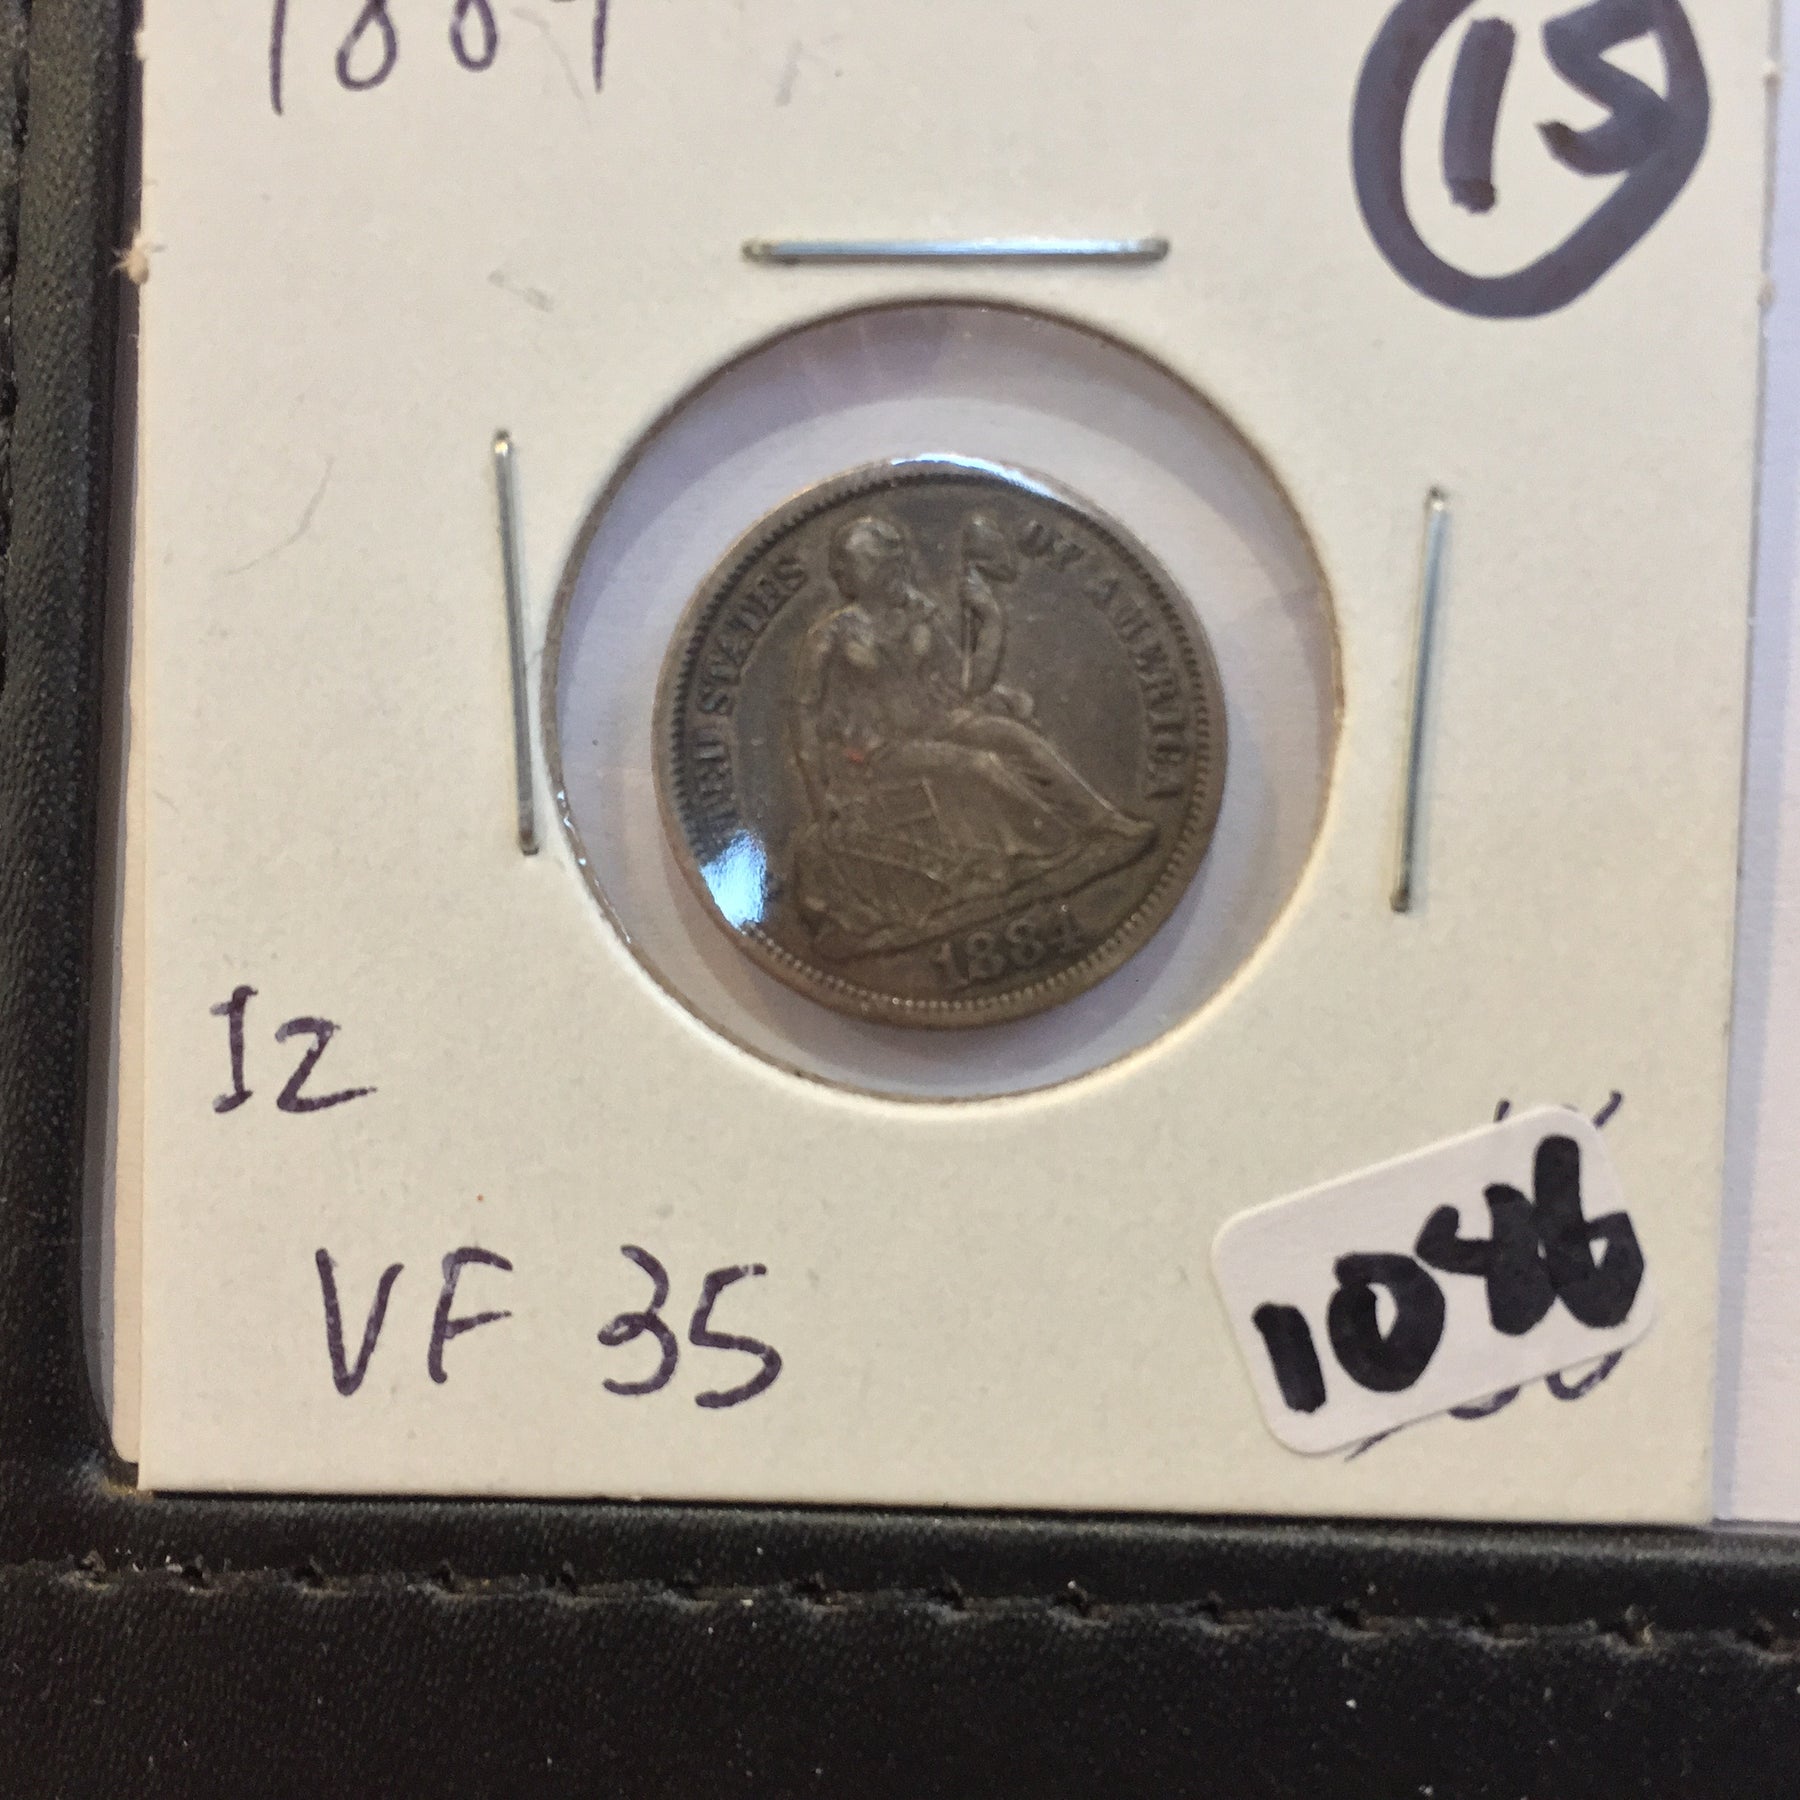 1884
15
UNITED STATES OF AMERICA
1884
I2
VF 35
1046